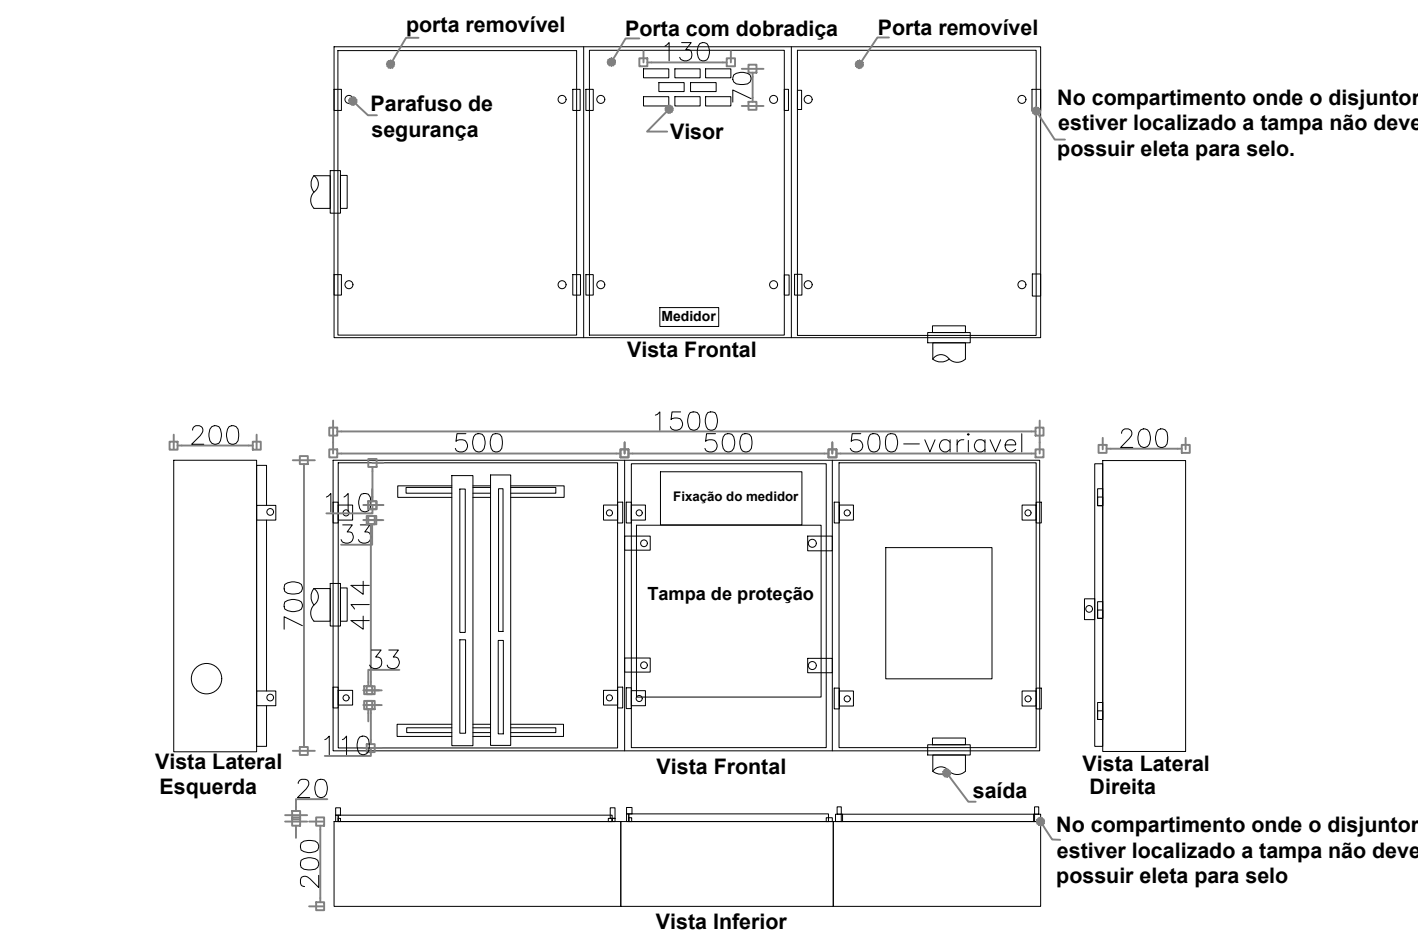 porta removível
Porta com dobradiça
Porta removível
130
70
Parafuso de
segurança
Visor
No compartimento onde o disjuntor
estiver localizado a tampa não deve
possuir eleta para selo.
Medidor
Vista Frontal
1500
200
500
500
500-variavel
200
110
Fixação do medidor
33
700
414
Tampa de proteção
33
110
Vista Lateral
Esquerda
Vista Frontal
saída
Vista Lateral
Direita
20
200
No compartimento onde o disjuntor
estiver localizado a tampa não deve
possuir eleta para selo
Vista Inferior